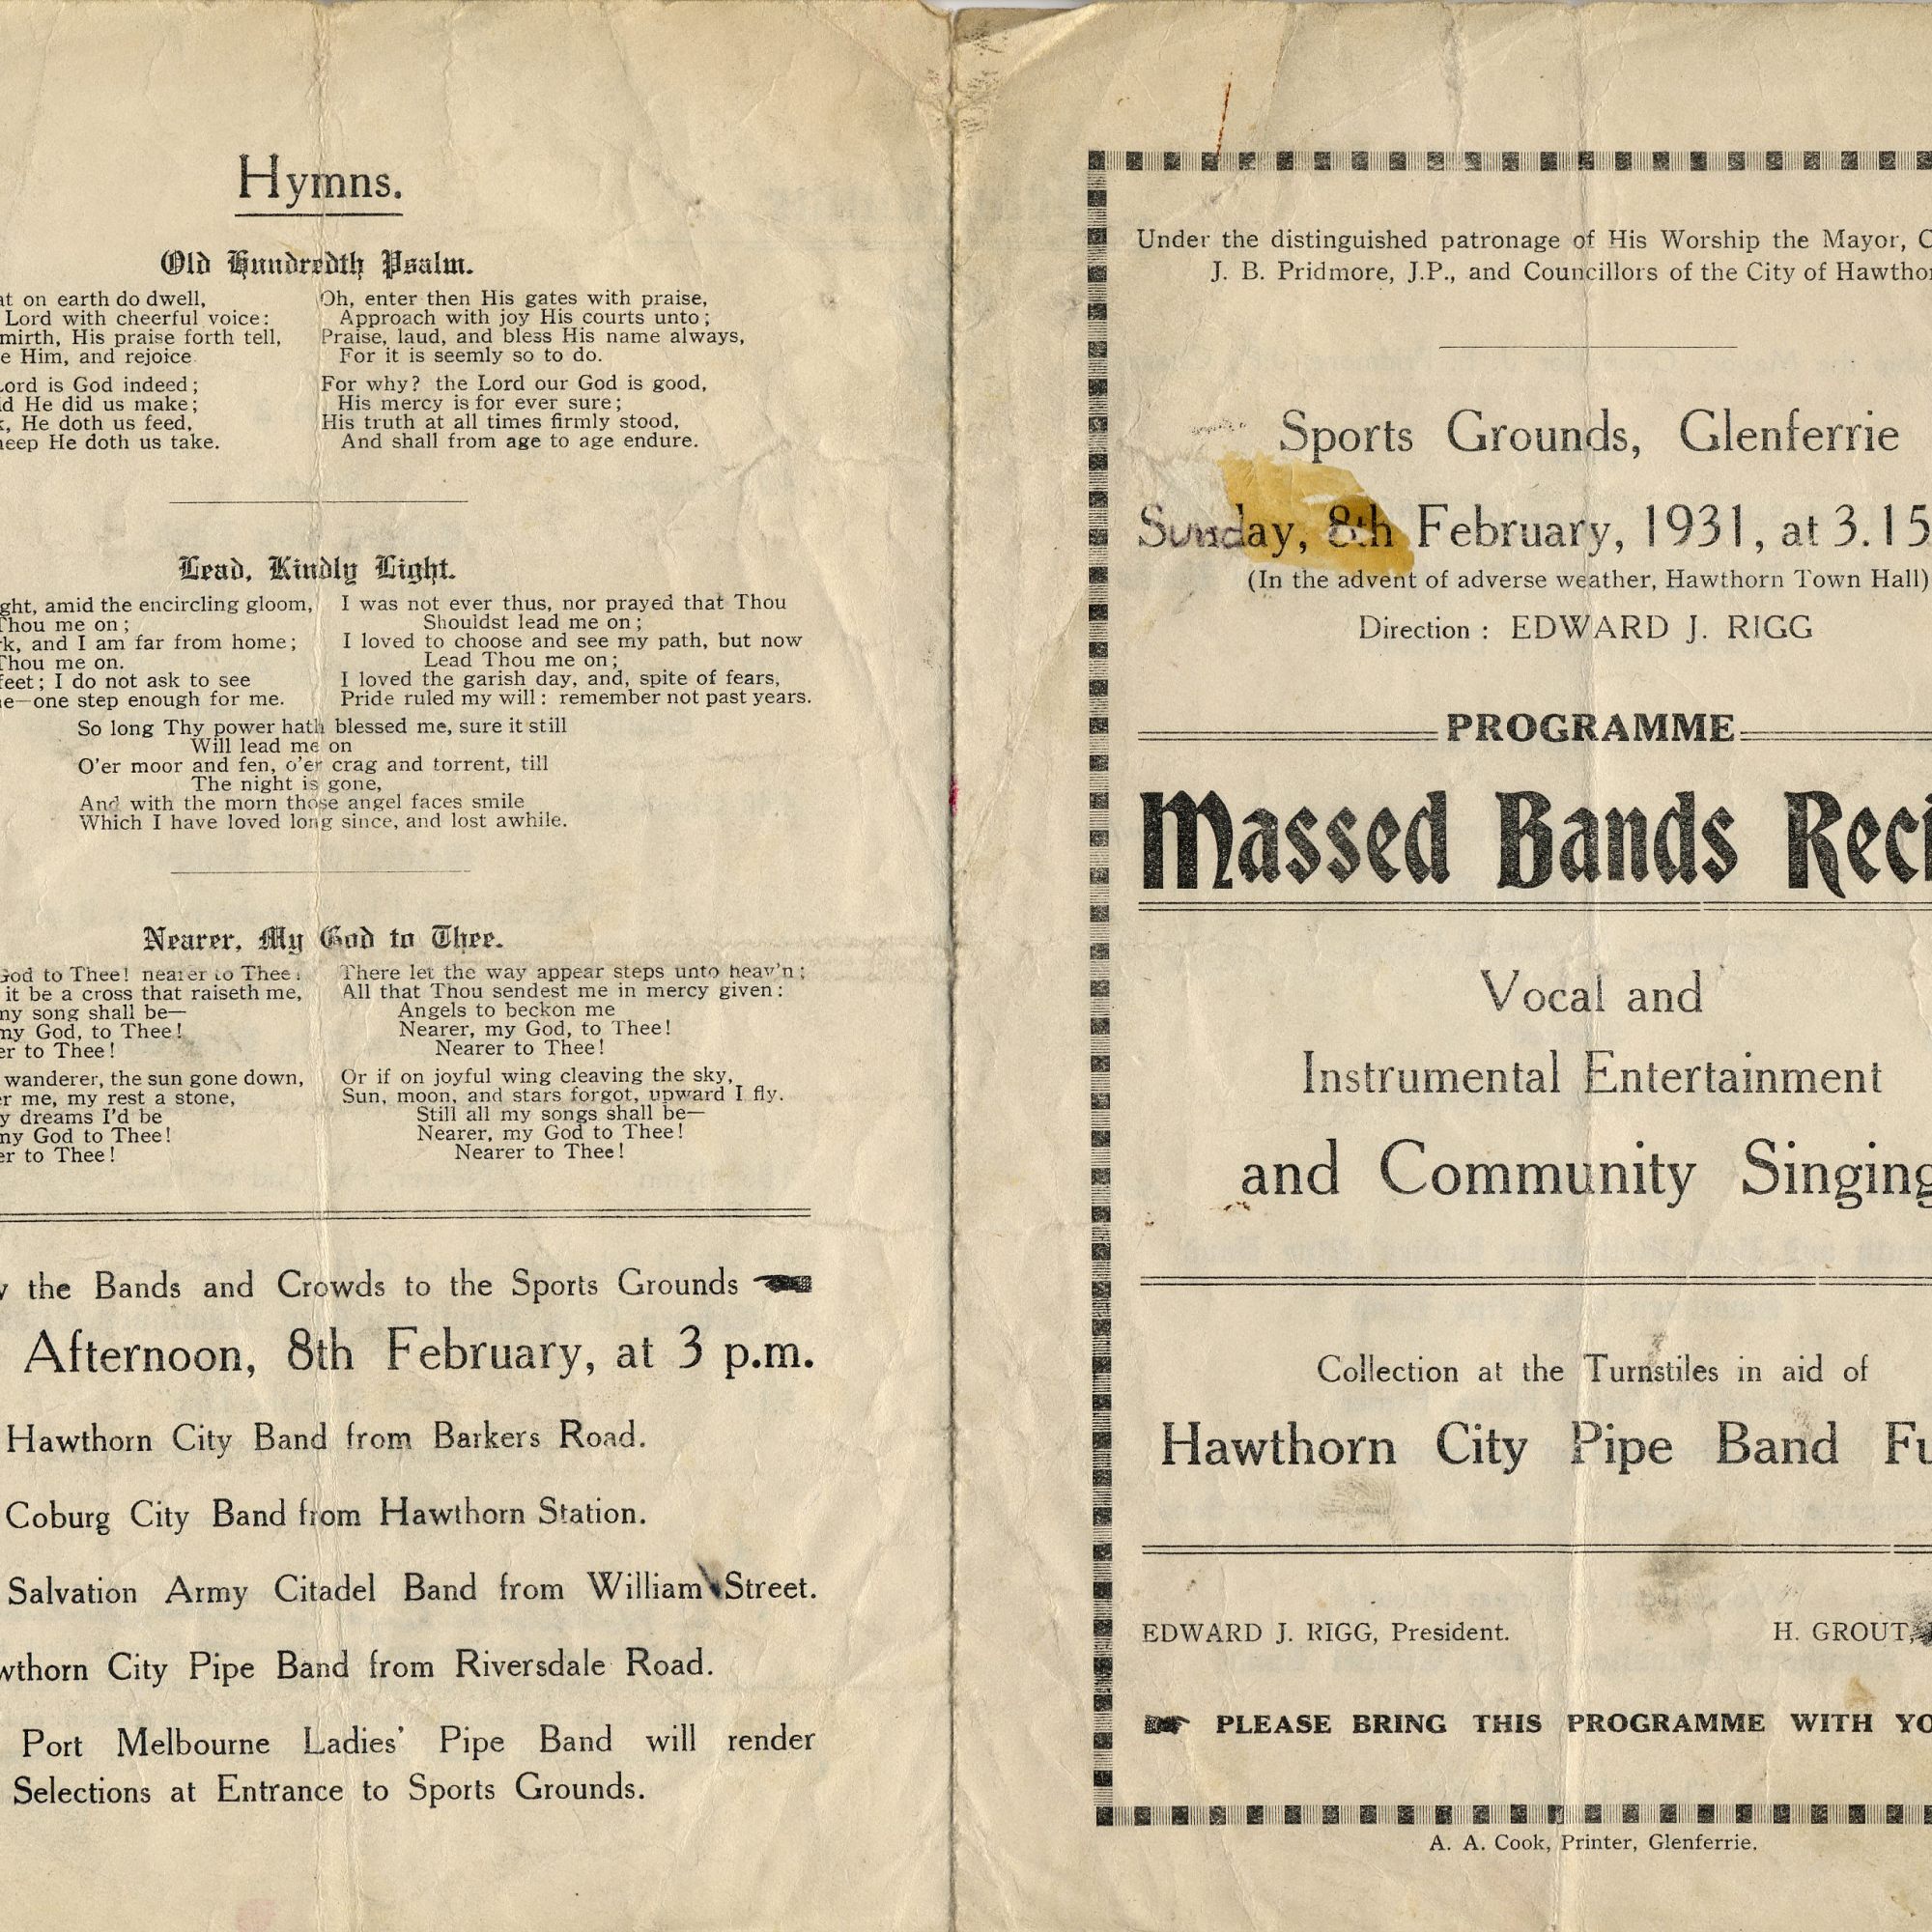 Hymns.
Old Hundredth Psalm.
at on earth do dwell,
Lord with cheerful voice:
mirth, His praise forth tell,
e Him, and rejoice
Lord is God indeed;
id He did us make;
k, He doth us feed,
heep He doth us take.
Oh, enter then His gates with praise,
Approach with joy His courts unto;
Praise, laud, and bless His name always,
For it is seemly so to do.
For why? the Lord our God is good,
His mercy is for ever sure;
His truth at all times firmly stood,
And shall from age to age endure.
Lead, Kindly Light.
ght, amid the encircling gloom,
Thou me on;
rk, and I am far from home;
Thou me on.
feet; I do not ask to see
ne—one step enough for me.
I was not ever thus, nor prayed that Thou
Shouldst lead me on;
I loved to choose and see my path, but now
Lead Thou me on;
I loved the garish day, and, spite of fears,
Pride ruled my will: remember not past years.
So long Thy power hath blessed me, sure it still
Will lead me on
O'er moor and fen, o'er crag and torrent, till
The night is gone,
And with the morn those angel faces smile
Which I have loved long since, and lost awhile.
Nearer, My God to Thee.
God to Thee! nearer to Thee:
it be a cross that raiseth me,
my song shall be—
my God, to Thee!
er to Thee!
wanderer, the sun gone down,
er me, my rest a stone,
y dreams I'd be
my God to Thee!
er to Thee!
There let the way appear steps unto heav'n;
All that Thou sendest me in mercy given:
Angels to beckon me
Nearer, my God, to Thee!
Nearer to Thee!
Or if on joyful wing cleaving the sky,
Sun, moon, and stars forgot, upward I fly.
Still all my songs shall be—
Nearer, my God to Thee!
Nearer to Thee!
w the Bands and Crowds to the Sports Grounds
Afternoon, 8th February, at 3 p.m.
Hawthorn City Band from Barkers Road.
Coburg City Band from Hawthorn Station.
Salvation Army Citadel Band from William Street.
wthorn City Pipe Band from Riversdale Road.
Port Melbourne Ladies' Pipe Band will render
Selections at Entrance to Sports Grounds.
Under the distinguished patronage of His Worship the Mayor, C
J. B. Pridmore, J.P., and Councillors of the City of Hawthor
Sports Grounds, Glenferrie
Sunday, 8th February, 1931, at 3.15
(In the advent of adverse weather, Hawthorn Town Hall)
Direction: EDWARD J. RIGG
PROGRAMME
Massed Bands Reci
Vocal and
Instrumental Entertainment
and Community Singing
Collection at the Turnstiles in aid of
Hawthorn City Pipe Band Fu
EDWARD J. RIGG, President.
H. GROUT,
PLEASE BRING THIS PROGRAMME WITH YO
A. A. Cook, Printer, Glenferrie.